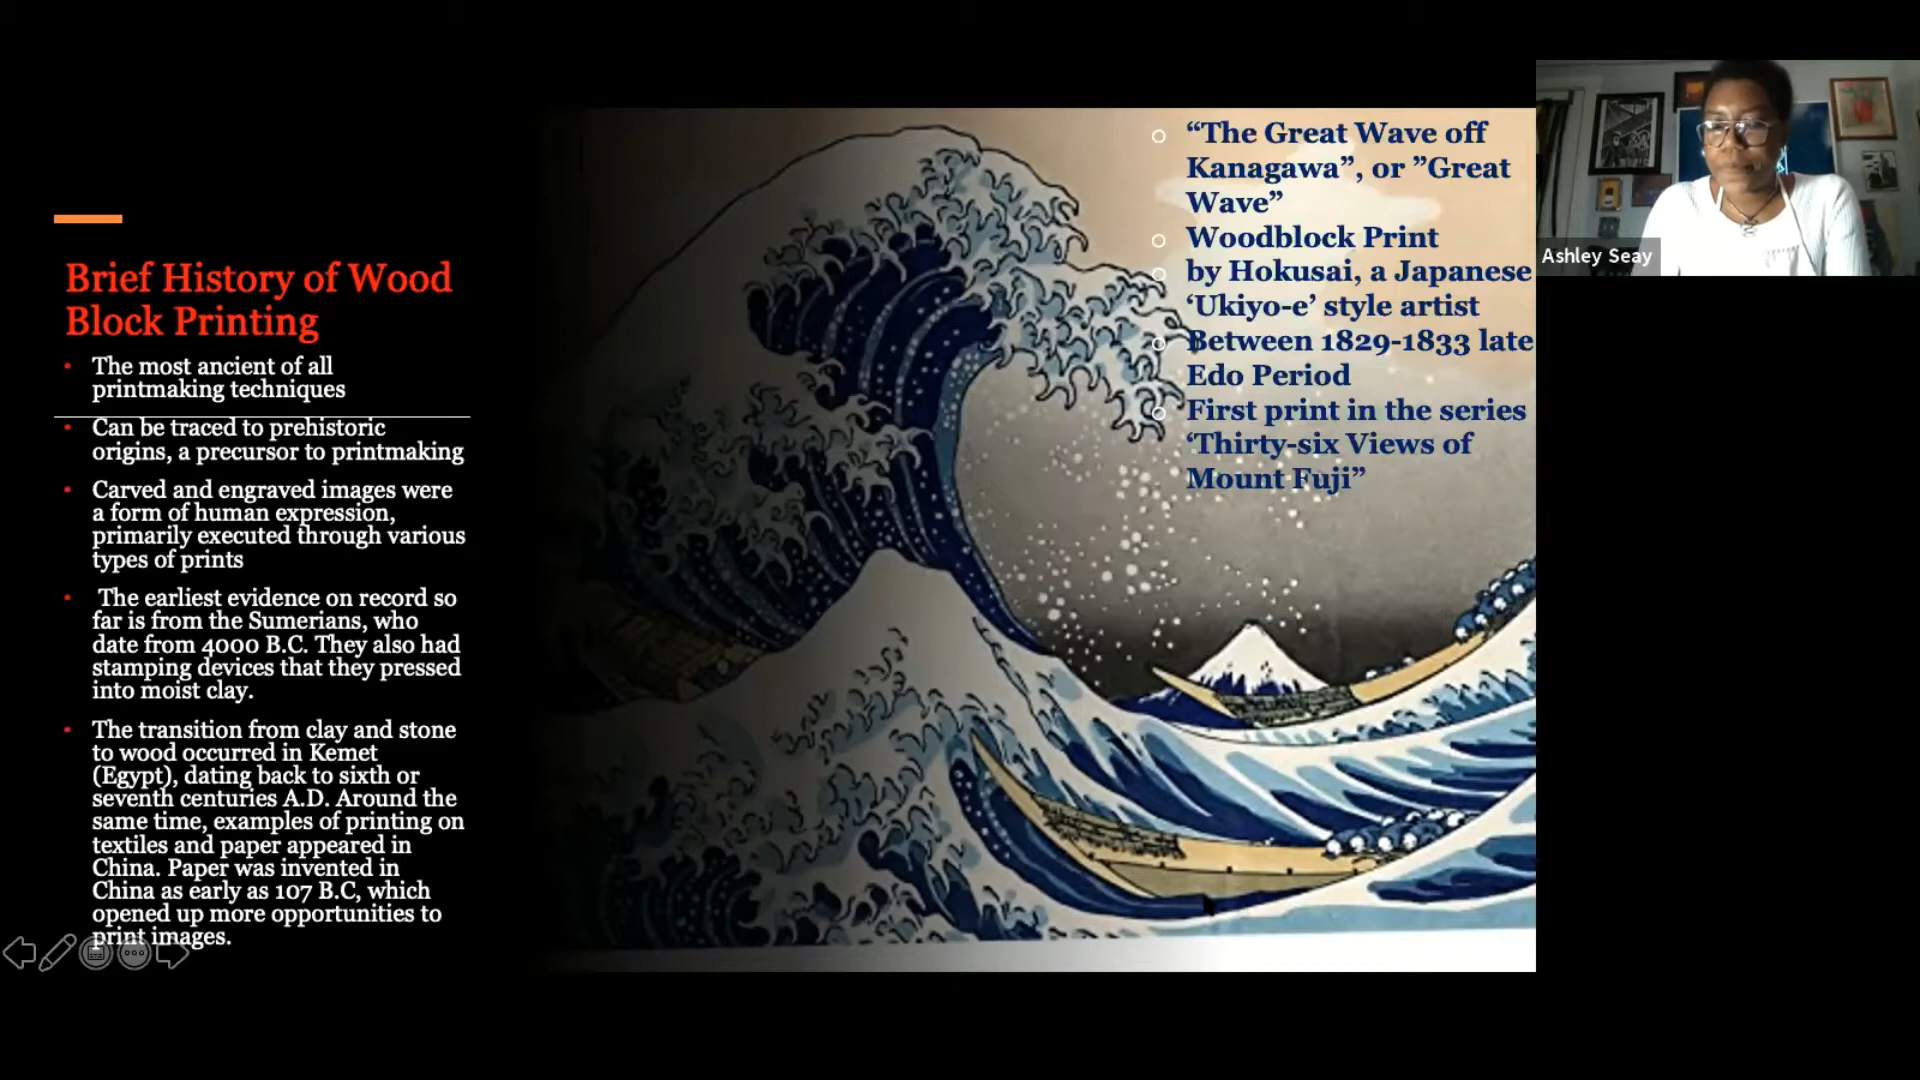 Brief History of Wood
Block Printing
• The most ancient of all
printmaking techniques
• Can be traced to prehistoric
origins, a precursor to printmaking
• Carved and engraved images were
a form of human expression,
primarily executed through various
types of prints
• The earliest evidence on record so
far is from the Sumerians, who
date from 4000 B.C. They also had
stamping devices that they pressed
into moist clay.
• The transition from clay and stone
to wood occurred in Kemet
(Egypt), dating back to sixth or
seventh centuries A.D. Around the
same time, examples of printing on
textiles and paper appeared in
China. Paper was invented in
China as early as 107 B.C, which
opened up more opportunities to
print images.
“The Great Wave off
Kanagawa”, or ”Great
Wave”
Woodblock Print
by Hokusai, a Japanese
‘Ukiyo-e’ style artist
Between 1829-1833 late
Edo Period
First print in the series
‘Thirty-six Views of
Mount Fuji”
Ashley Seay